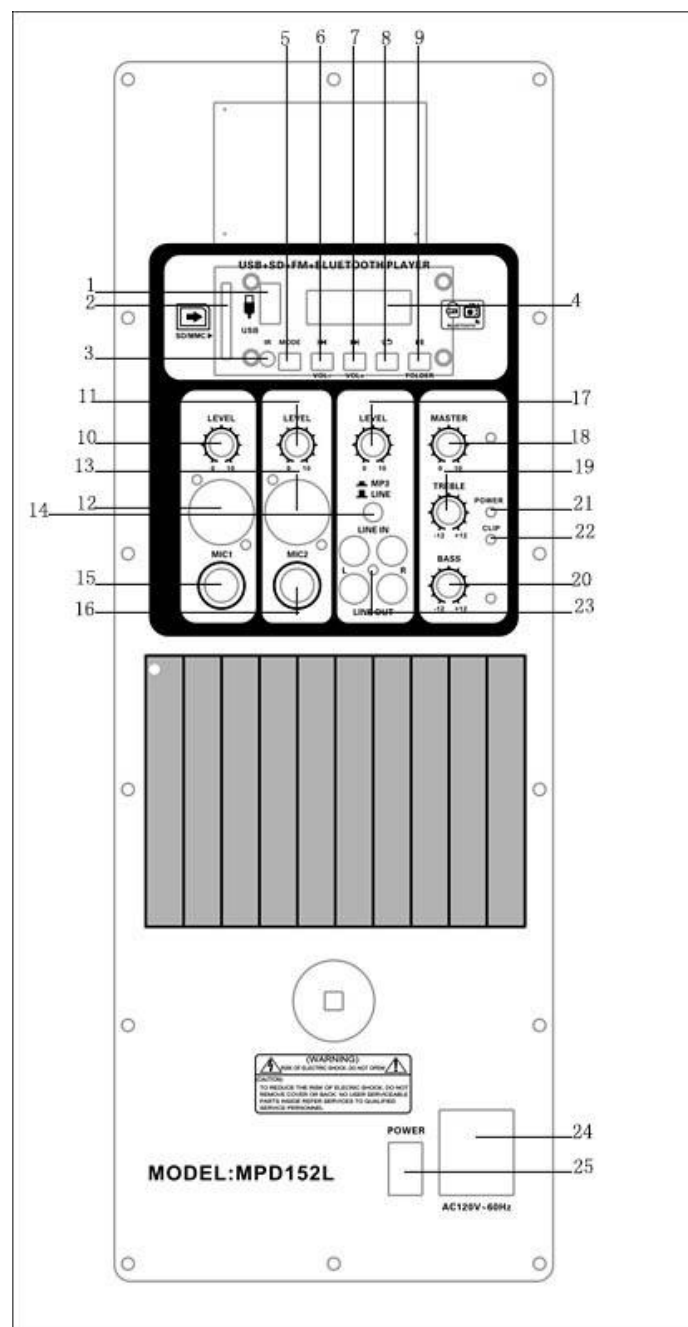 5 6 7 8 9
USB+SD+FM+BLUETOOTH PLAYER
1
2
4
USB
SD/MMC
BLUETOOTH
3
IR MODE
VOL- VOL+ FOLDER
11
17
LEVEL LEVEL LEVEL MASTER
10
18
0 10 0 10 0 10 0 10
13
19
MP3
TREBLE
LINE
12
14
POWER
21
LINE IN
-12 +12
CLIP
22
MIC1 MIC2
BASS
L R
15
20
16
LINE OUT
-12 +12
23
(WARNING)
RISK OF ELECTRIC SHOCK, DO NOT OPEN
(CAUTION)
TO REDUCE THE RISK OF ELECRIC SHOCK, DO NOT
REMOVE COVER OR BACK. NO USER SERVICEABLE
PARTS INSIDE REFER SERVICES TO QUALIFIED
SERVICE PERSONNEL
POWER
24
25
MODEL:MPD152L
AC120V~60Hz